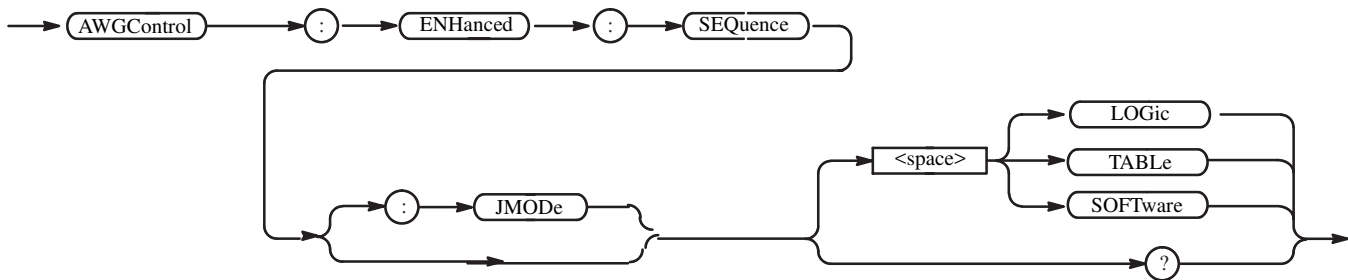 AWGControl : ENHanced : SEQuence
LOGic
<space> TABLe
: JMODe SOFTware
?